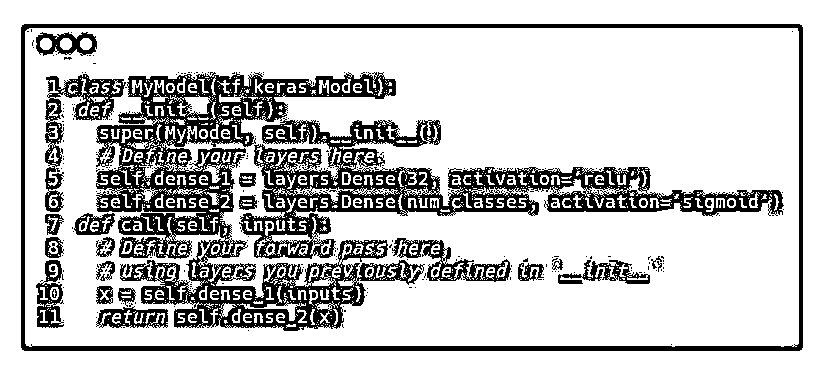 1 class MyModel(tf.keras.Model):
2 def __init__(self):
3 super(MyModel, self).__init__()
4 # Define your layers here.
5 self.dense_1 = layers.Dense(32, activation='relu')
6 self.dense_2 = layers.Dense(num_classes, activation='sigmoid')
7 def call(self, inputs):
8 # Define your forward pass here,
9 # using layers you previously defined in `__init__`
10 x = self.dense_1(inputs)
11 return self.dense_2(x)